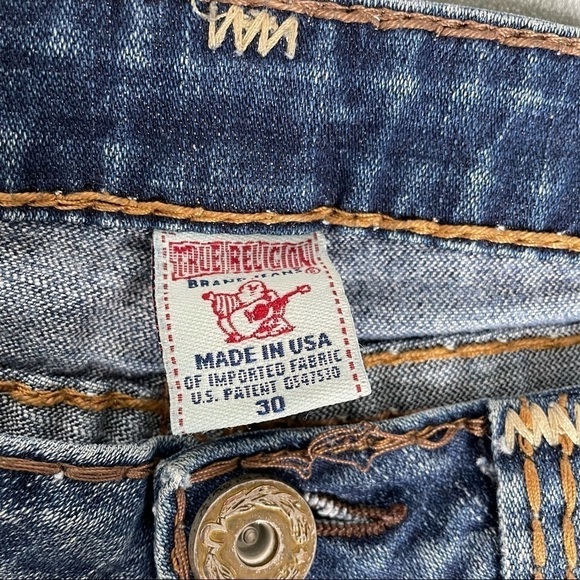 TRUE RELIGION®
BRAND JEANS
MADE IN USA
OF IMPORTED FABRIC
U.S. PATENT D547530
30